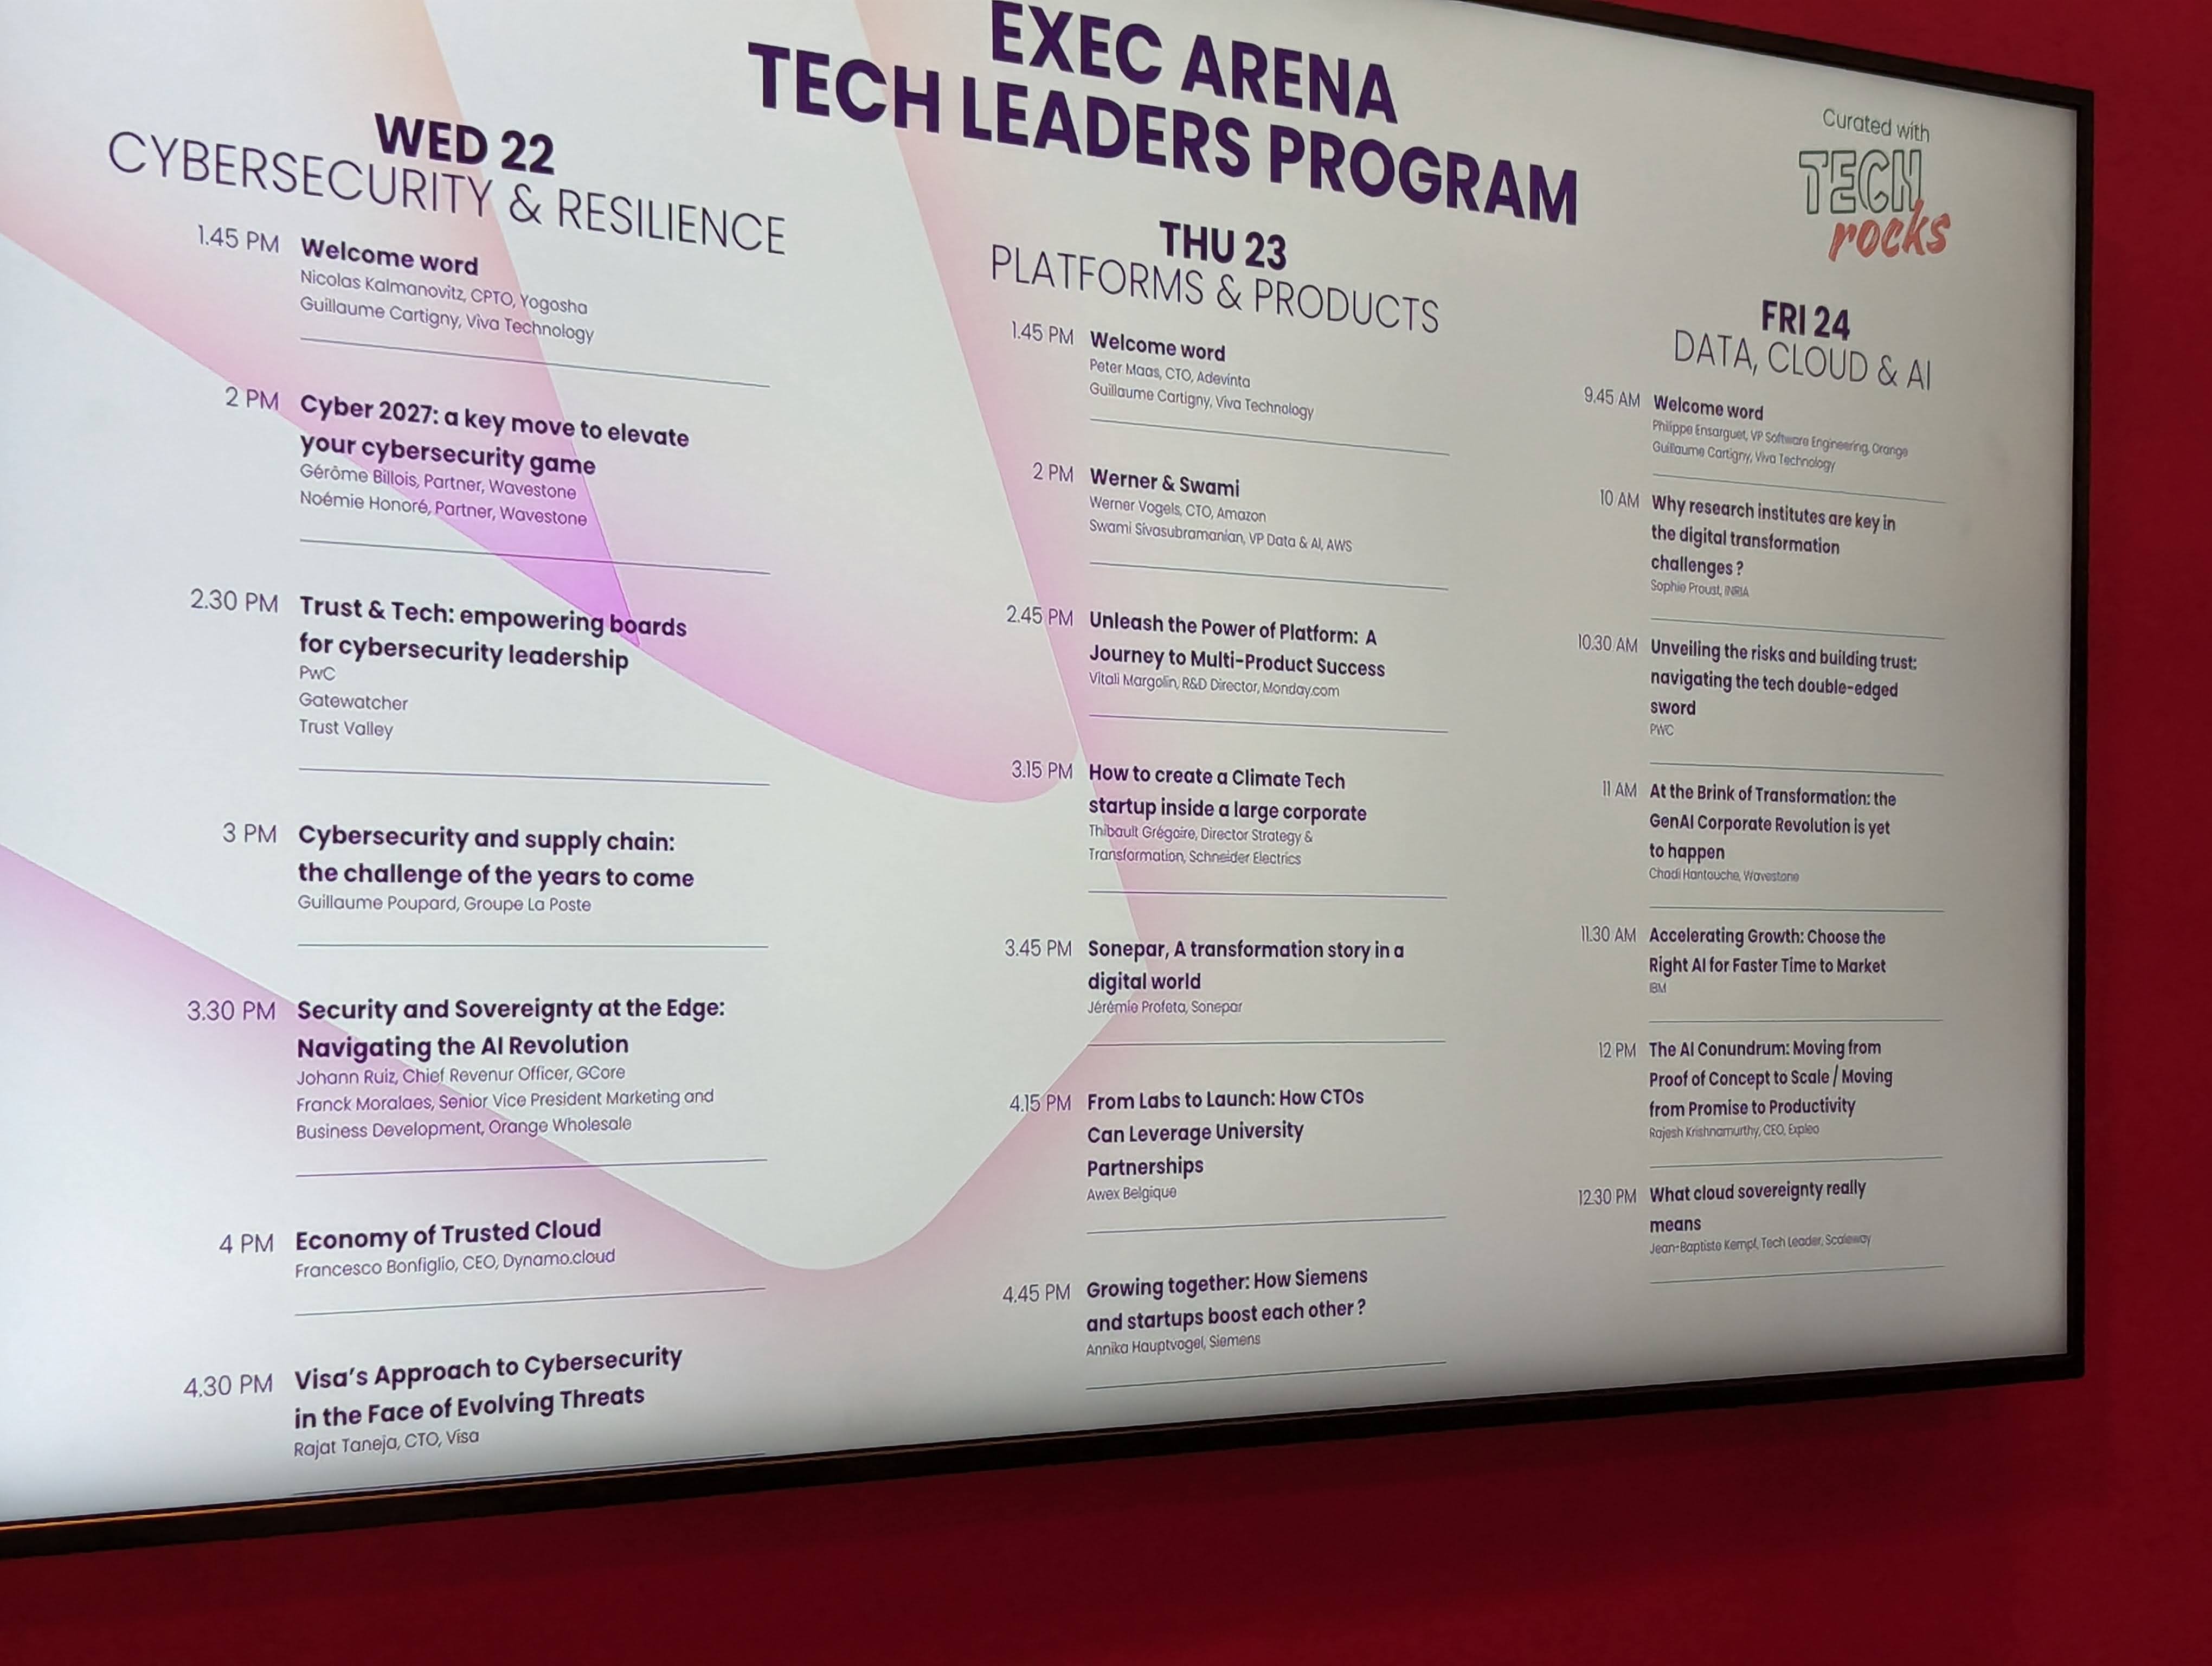 EXEC ARENA
TECH LEADERS PROGRAM
Curated with
TECH
rocks
WED 22
CYBERSECURITY & RESILIENCE
1.45 PM Welcome word
Nicolas Kalmanovitz, CPTO, Yogosha
Guillaume Cartigny, Viva Technology
2 PM Cyber 2027: a key move to elevate
your cybersecurity game
Gérôme Billois, Partner, Wavestone
Noémie Honoré, Partner, Wavestone
2.30 PM Trust & Tech: empowering boards
for cybersecurity leadership
PwC
Gatewatcher
Trust Valley
3 PM Cybersecurity and supply chain:
the challenge of the years to come
Guillaume Poupard, Groupe La Poste
3.30 PM Security and Sovereignty at the Edge:
Navigating the AI Revolution
Johann Ruiz, Chief Revenur Officer, GCore
Franck Moralaes, Senior Vice President Marketing and
Business Development, Orange Wholesale
4 PM Economy of Trusted Cloud
Francesco Bonfiglio, CEO, Dynamo.cloud
4.30 PM Visa's Approach to Cybersecurity
in the Face of Evolving Threats
Rajat Taneja, CTO, Visa
THU 23
PLATFORMS & PRODUCTS
1.45 PM Welcome word
Peter Maas, CTO, Adevinta
Guillaume Cartigny, Viva Technology
2 PM Werner & Swami
Werner Vogels, CTO, Amazon
Swami Sivasubramanian, VP Data & AI, AWS
2.45 PM Unleash the Power of Platform: A
Journey to Multi-Product Success
Vitali Margolin, R&D Director, Monday.com
3.15 PM How to create a Climate Tech
startup inside a large corporate
Thibault Grégoire, Director Strategy &
Transformation, Schneider Electrics
3.45 PM Sonepar, A transformation story in a
digital world
Jérémie Profeta, Sonepar
4.15 PM From Labs to Launch: How CTOs
Can Leverage University
Partnerships
Awex Belgique
4.45 PM Growing together: How Siemens
and startups boost each other ?
Annika Hauptvogel, Siemens
FRI 24
DATA, CLOUD & AI
9.45 AM Welcome word
Philippe Ensarguet, VP Software Engineering, Orange
Guillaume Cartigny, Viva Technology
10 AM Why research institutes are key in
the digital transformation
challenges ?
Sophie Proust, INRIA
10.30 AM Unveiling the risks and building trust:
navigating the tech double-edged
sword
PWC
11 AM At the Brink of Transformation: the
GenAI Corporate Revolution is yet
to happen
Chadi Hantouche, Wavestone
11.30 AM Accelerating Growth: Choose the
Right AI for Faster Time to Market
IBM
12 PM The AI Conundrum: Moving from
Proof of Concept to Scale / Moving
from Promise to Productivity
Rajesh Krishnamurthy, CEO, Expleo
12.30 PM What cloud sovereignty really
means
Jean-Baptiste Kempf, Tech Leader, Scaleway